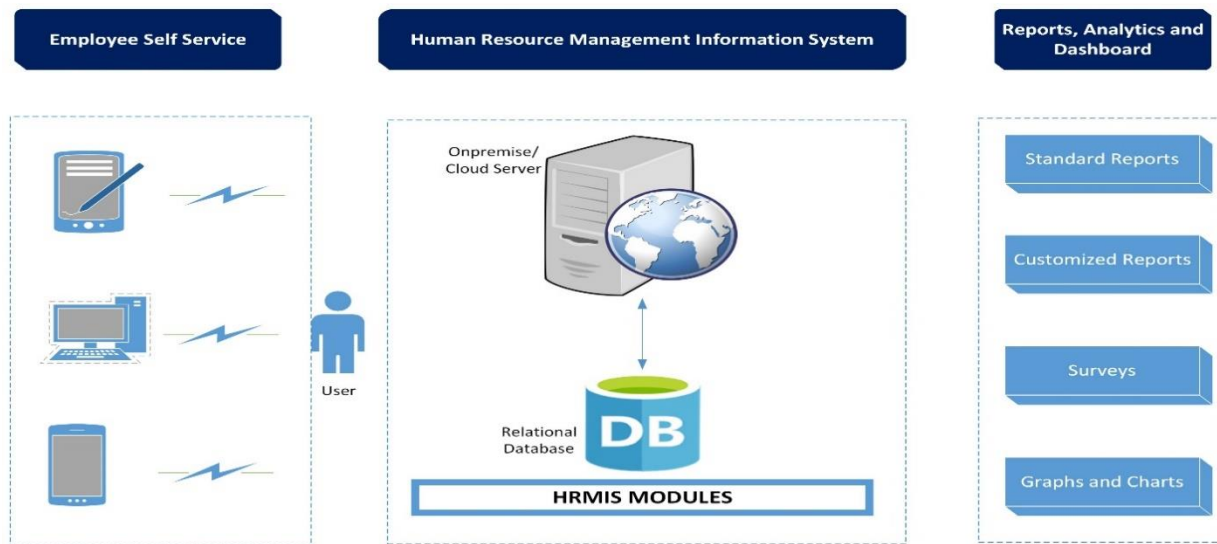 Employee Self Service
Human Resource Management Information System
Reports, Analytics and
Dashboard
User
Onpremise/
Cloud Server
Relational
Database
DB
HRMIS MODULES
Standard Reports
Customized Reports
Surveys
Graphs and Charts